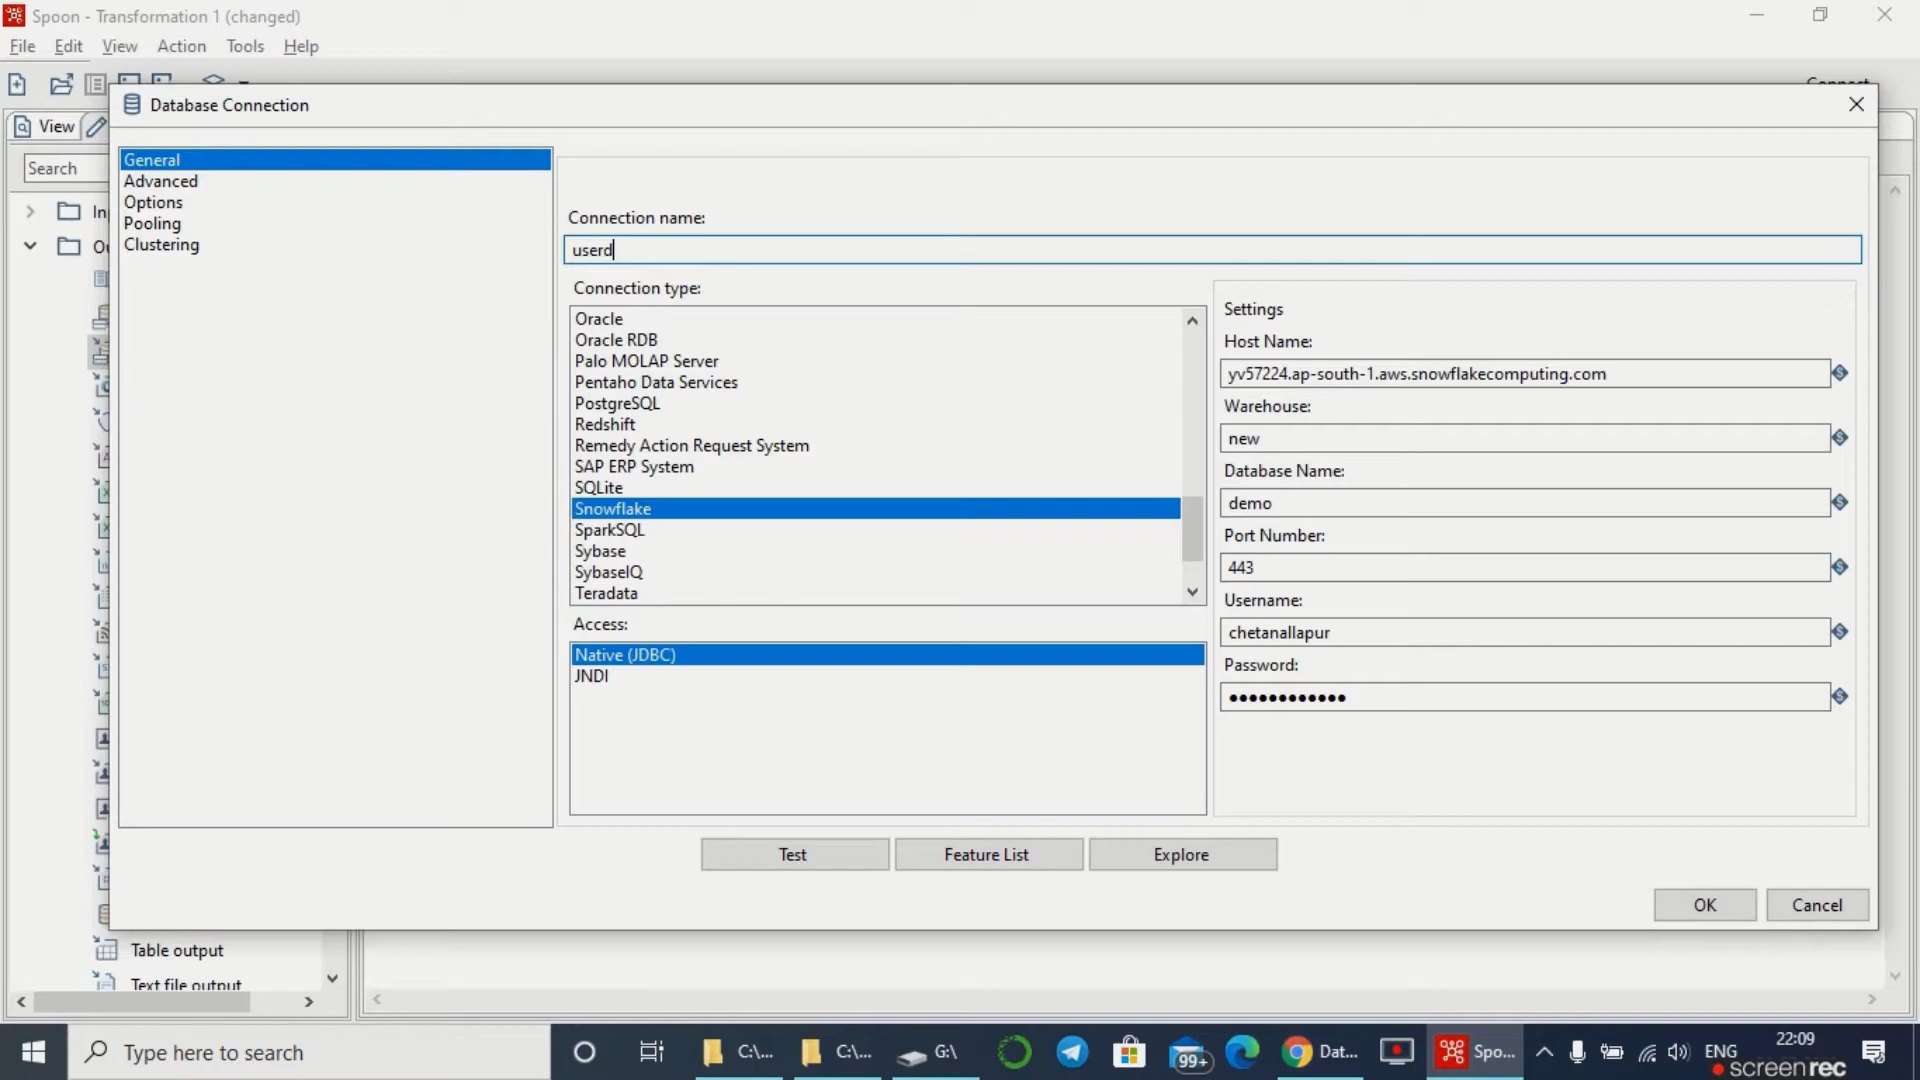 Spoon - Transformation 1 (changed)
File Edit View Action Tools Help
Connect
Database Connection
View
Search
General
Advanced
Options
Pooling
Clustering
Connection name:
userd
Connection type:
Oracle
Oracle RDB
Palo MOLAP Server
Pentaho Data Services
PostgreSQL
Redshift
Remedy Action Request System
SAP ERP System
SQLite
Snowflake
SparkSQL
Sybase
SybaseIQ
Teradata
Access:
Native (JDBC)
JNDI
Settings
Host Name:
yv57224.ap-south-1.aws.snowflakecomputing.com
Warehouse:
new
Database Name:
demo
Port Number:
443
Username:
chetanallapur
Password:
●●●●●●●●●●●●
Test Feature List Explore
OK Cancel
Table output
Text file output
Type here to search
C:\... C:\... G:\ 99+ Dat... Spo... ENG 22:09
screenrec